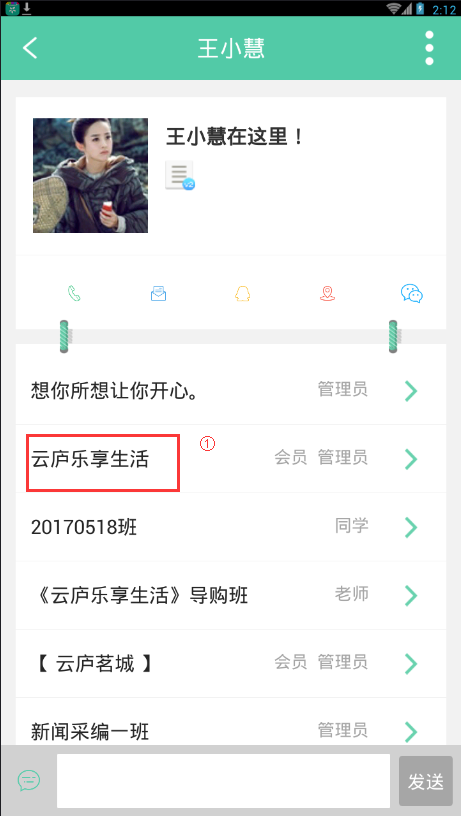 2:12
王小慧
王小慧在这里！
V2
想你所想让你开心。 管理员
云庐乐享生活 会员 管理员
①
20170518班 同学
《云庐乐享生活》导购班 老师
【 云庐茗城 】 会员 管理员
新闻采编一班 管理员
发送